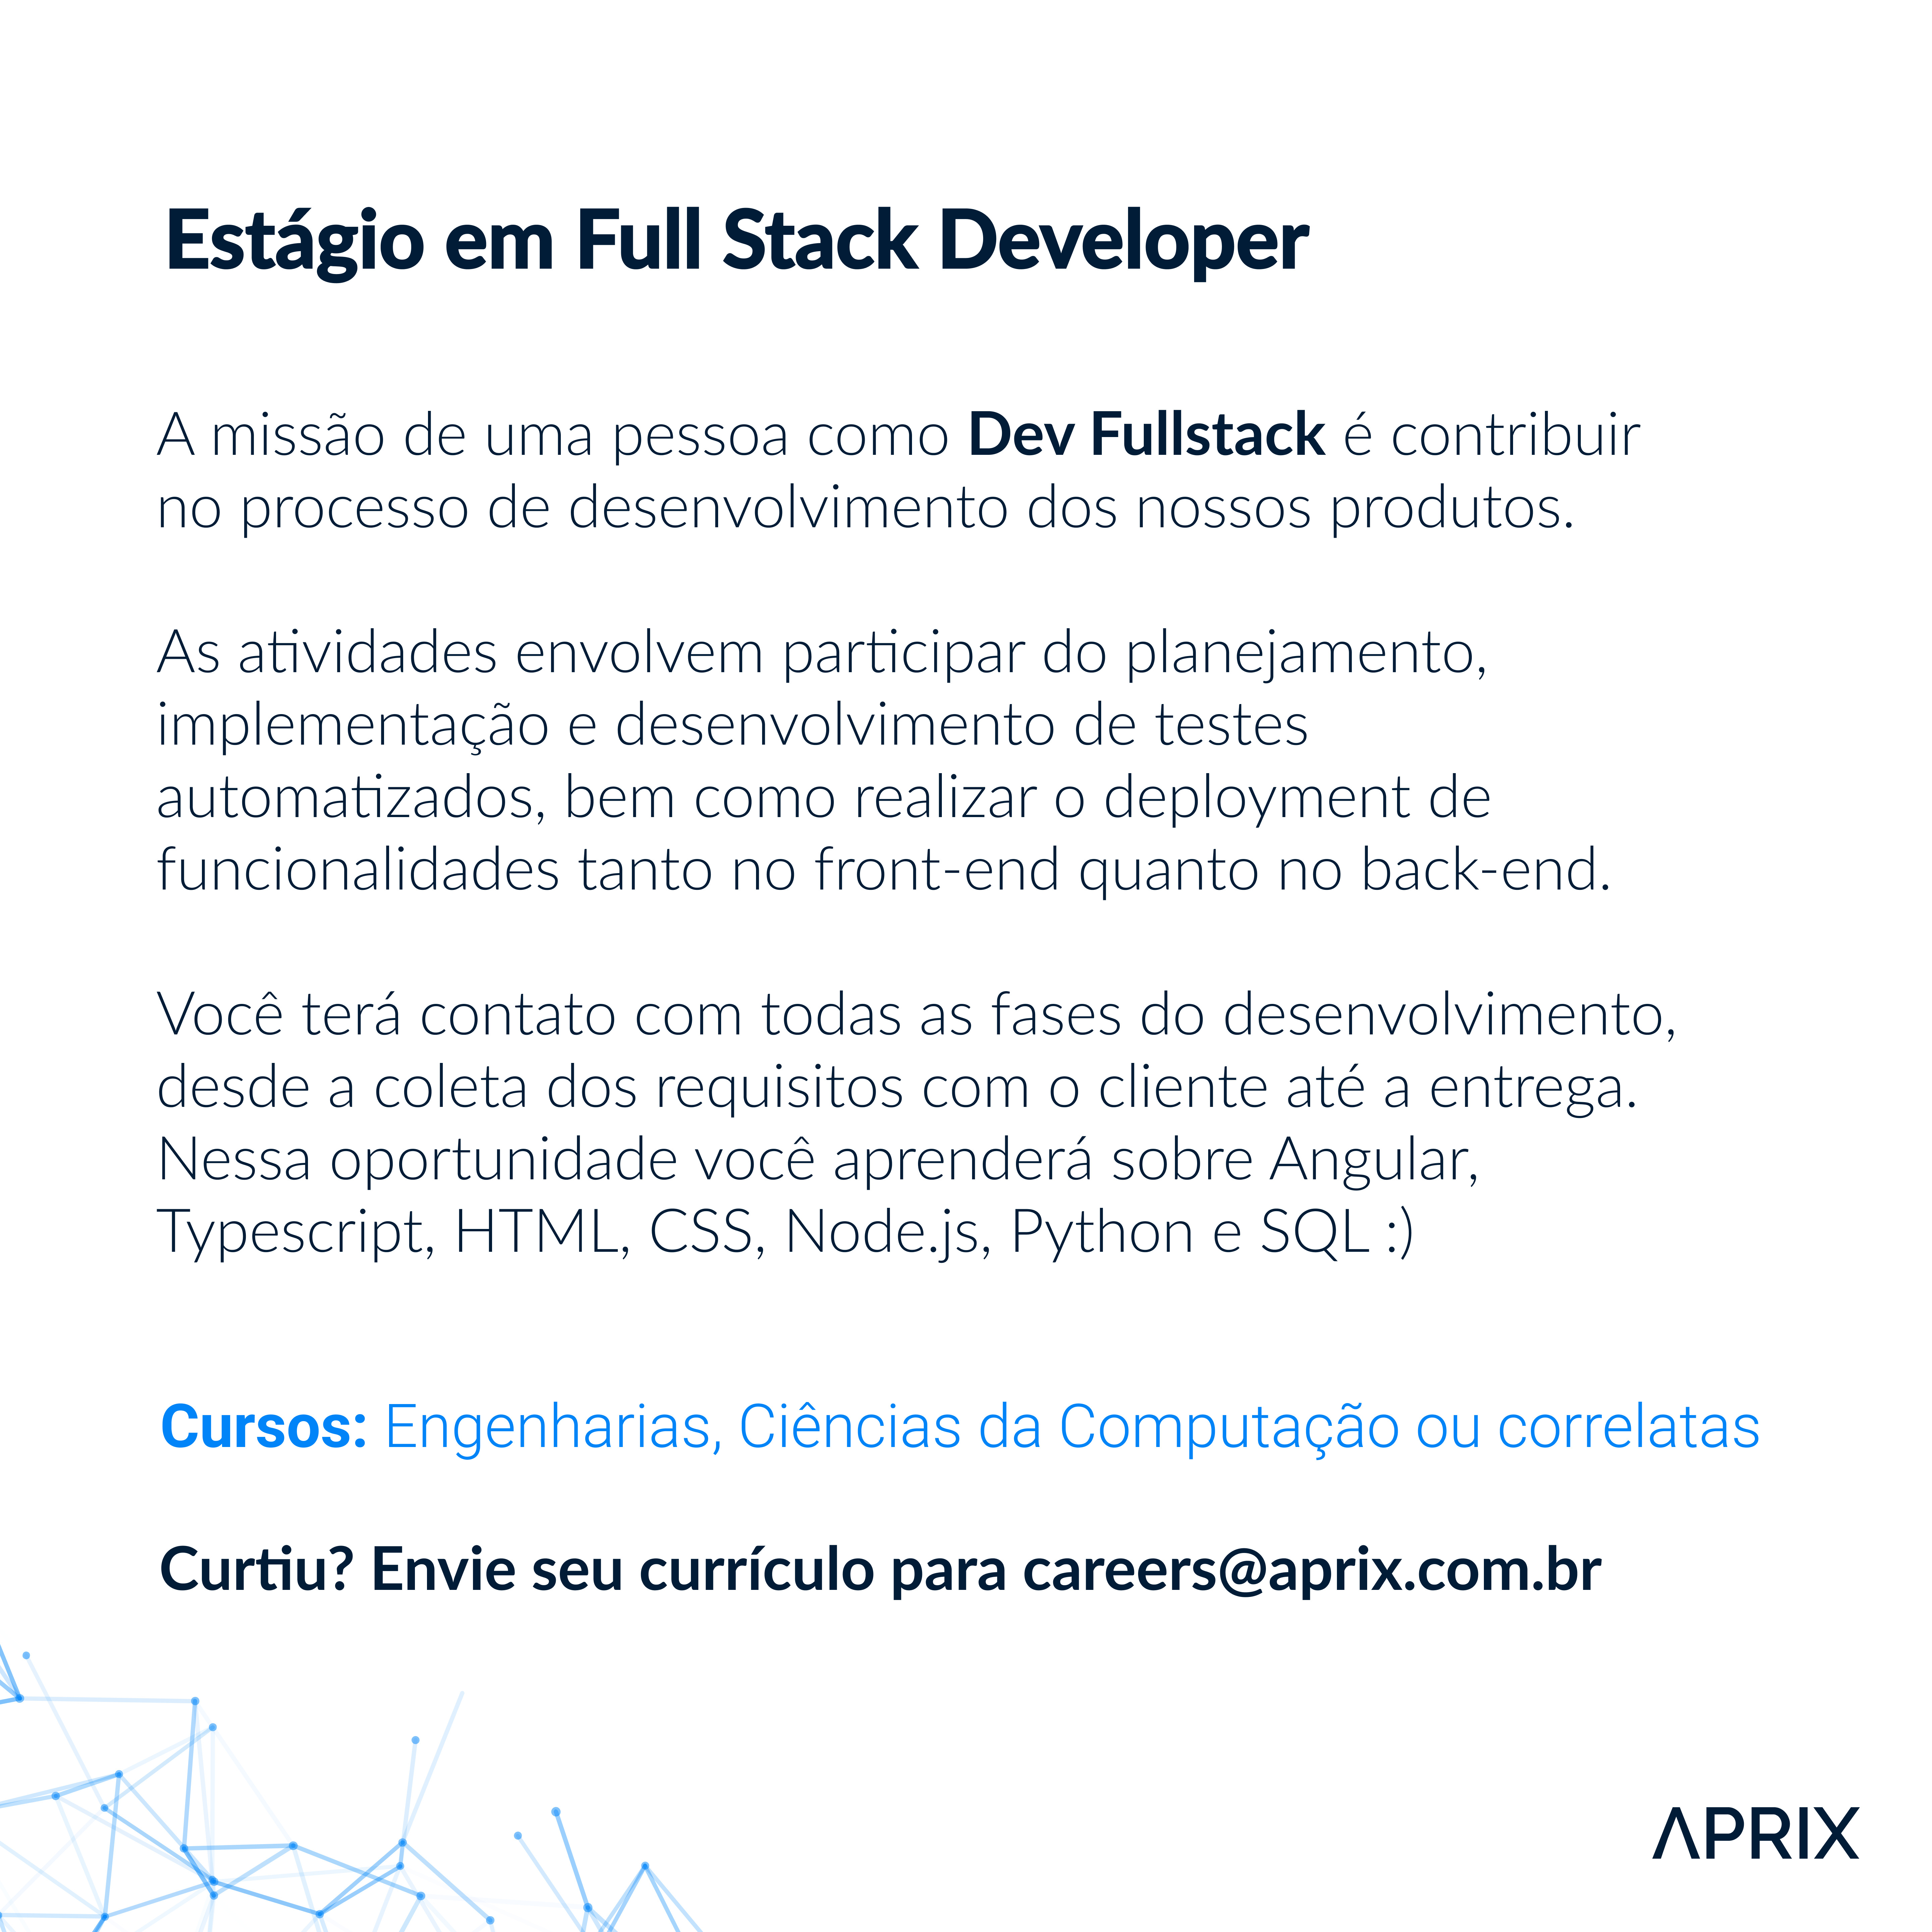 Estágio em Full Stack Developer
A missão de uma pessoa como Dev Fullstack é contribuir
no processo de desenvolvimento dos nossos produtos.
As atividades envolvem participar do planejamento,
implementação e desenvolvimento de testes
automatizados, bem como realizar o deployment de
funcionalidades tanto no front-end quanto no back-end.
Você terá contato com todas as fases do desenvolvimento,
desde a coleta dos requisitos com o cliente até a entrega.
Nessa oportunidade você aprenderá sobre Angular,
Typescript, HTML, CSS, Node.js, Python e SQL :)
Cursos: Engenharias, Ciências da Computação ou correlatas
Curtiu? Envie seu currículo para careers@aprix.com.br
APRIX